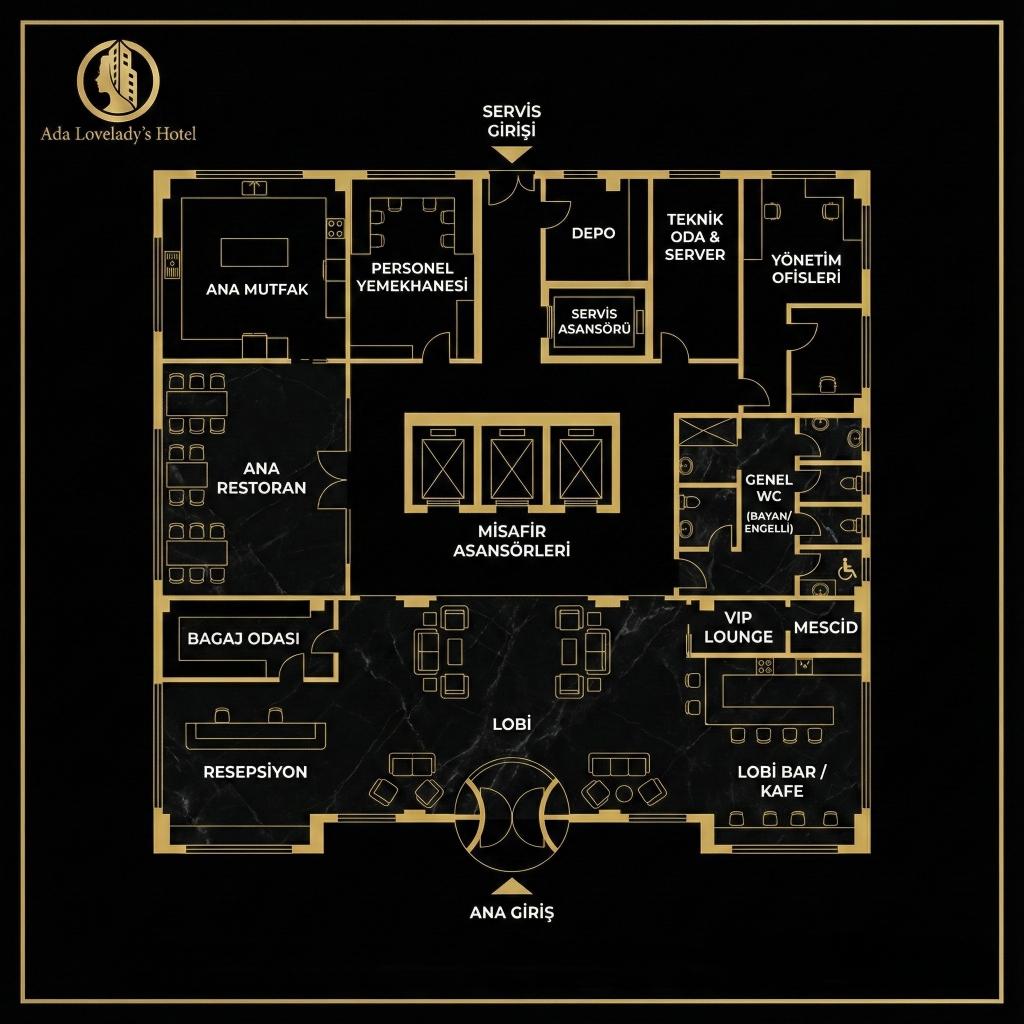 Ada Lovelady's Hotel
SERVİS
GİRİŞİ
ANA MUTFAK
PERSONEL
YEMEKHANESİ
DEPO
SERVİS
ASANSÖRÜ
TEKNİK
ODA &
SERVER
YÖNETİM
OFİSLERİ
ANA
RESTORAN
MİSAFİR
ASANSÖRLERİ
GENEL
WC
(BAYAN/
ENGELLİ)
BAGAJ ODASI
VIP
LOUNGE
MESCİD
LOBİ
RESEPSİYON
LOBİ BAR /
KAFE
ANA GİRİŞ